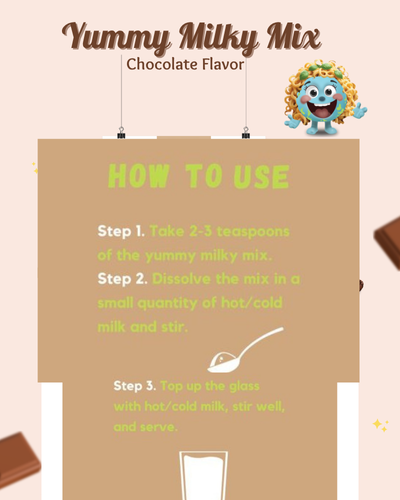 Yummy Milky Mix
Chocolate Flavor
HOW TO USE
Step 1. Take 2-3 teaspoons
of the yummy milky mix.
Step 2. Dissolve the mix in a
small quantity of hot/cold
milk and stir.
Step 3. Top up the glass
with hot/cold milk, stir well,
and serve.